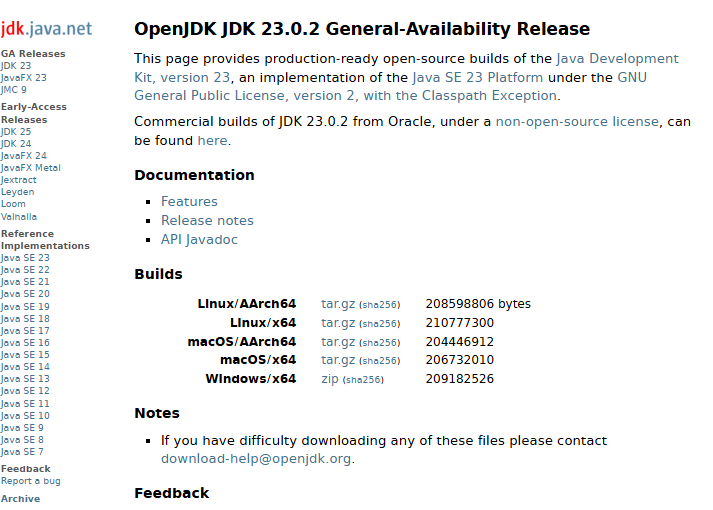 jdk.java.net
GA Releases
JDK 23
JavaFX 23
JMC 9
Early-Access
Releases
JDK 25
JDK 24
JavaFX 24
JavaFX Metal
Jextract
Leyden
Loom
Valhalla
Reference
Implementations
Java SE 23
Java SE 22
Java SE 21
Java SE 20
Java SE 19
Java SE 18
Java SE 17
Java SE 16
Java SE 15
Java SE 14
Java SE 13
Java SE 12
Java SE 11
Java SE 10
Java SE 9
Java SE 8
Java SE 7
Feedback
Report a bug
Archive
OpenJDK JDK 23.0.2 General-Availability Release
This page provides production-ready open-source builds of the Java Development
Kit, version 23, an implementation of the Java SE 23 Platform under the GNU
General Public License, version 2, with the Classpath Exception.
Commercial builds of JDK 23.0.2 from Oracle, under a non-open-source license, can
be found here.
Documentation
Features
Release notes
API Javadoc
Builds
Linux/AArch64 tar.gz (sha256) 208598806 bytes
Linux/x64 tar.gz (sha256) 210777300
macOS/AArch64 tar.gz (sha256) 204446912
macOS/x64 tar.gz (sha256) 206732010
Windows/x64 zip (sha256) 209182526
Notes
If you have difficulty downloading any of these files please contact
download-help@openjdk.org.
Feedback